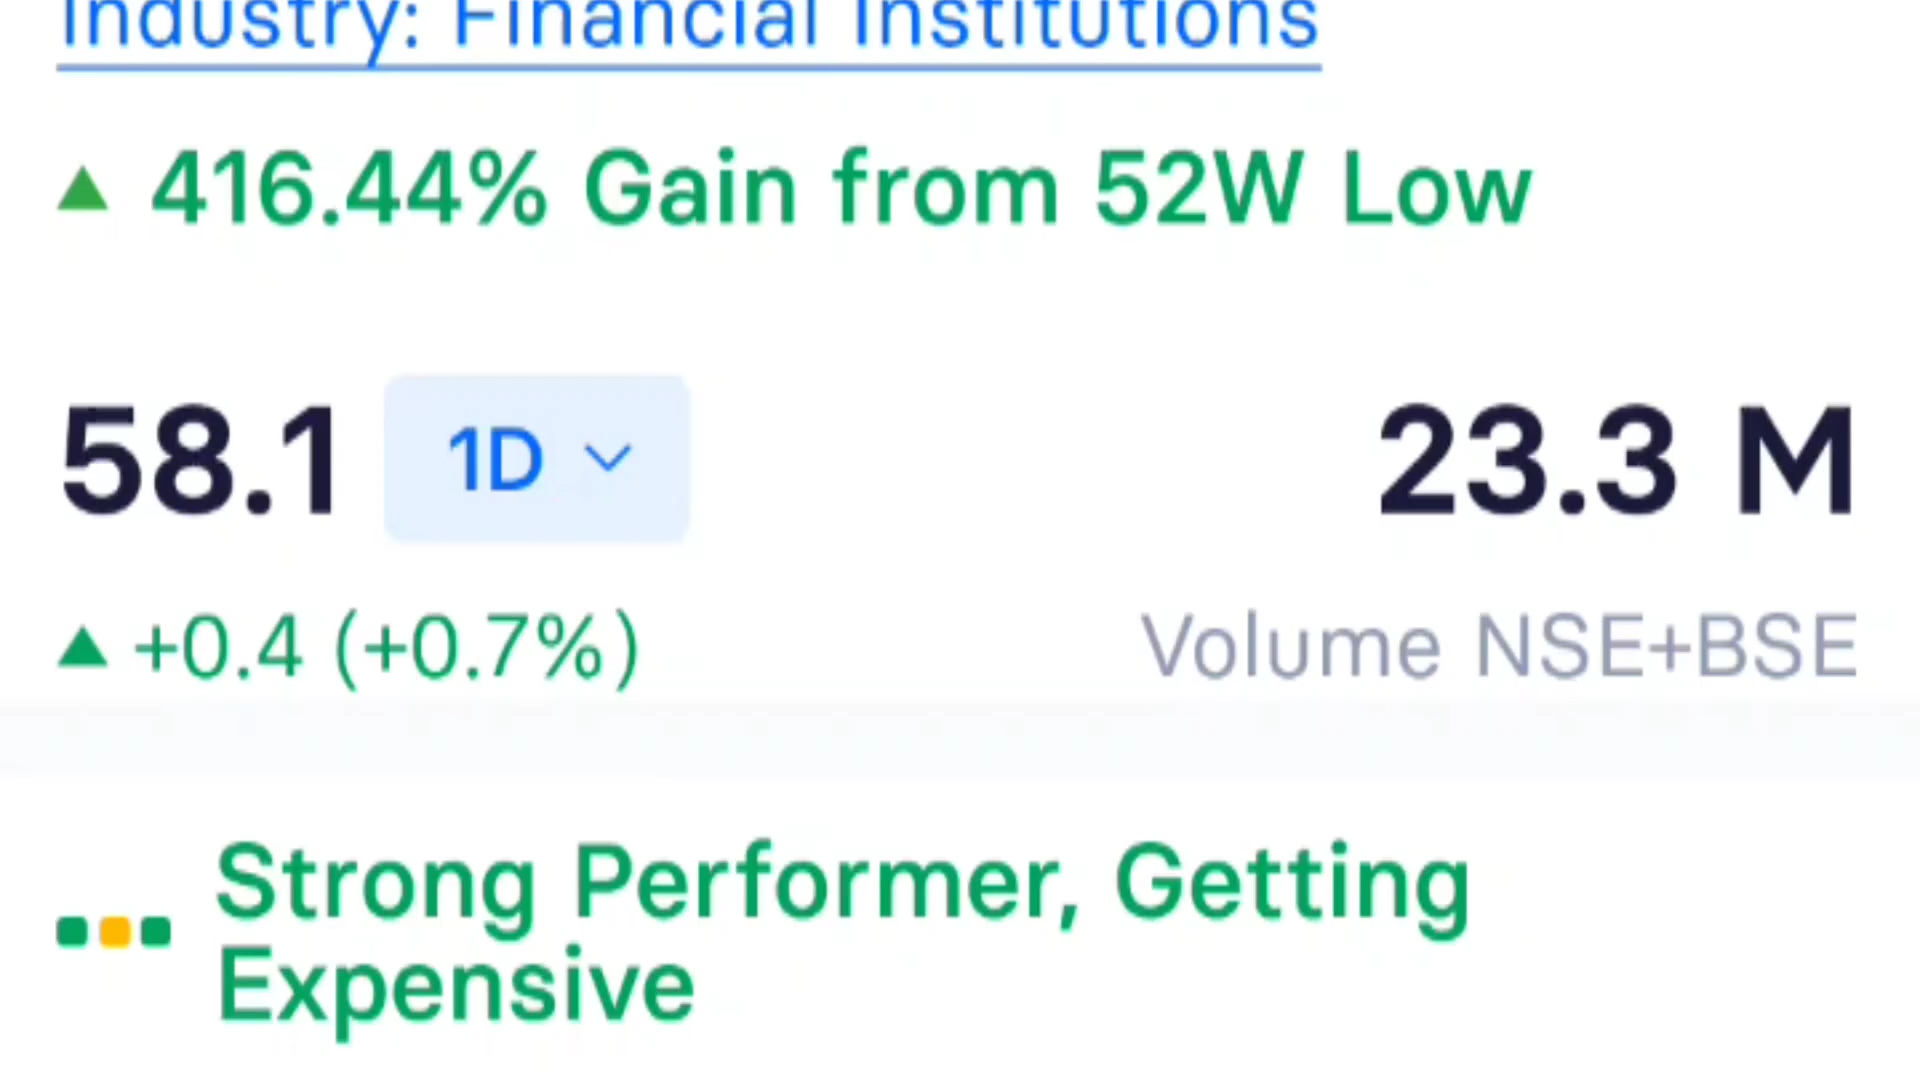 Industry: Financial Institutions
▲ 416.44% Gain from 52W Low
58.1 1D 23.3 M
▲ +0.4 (+0.7%) Volume NSE+BSE
Strong Performer, Getting
Expensive